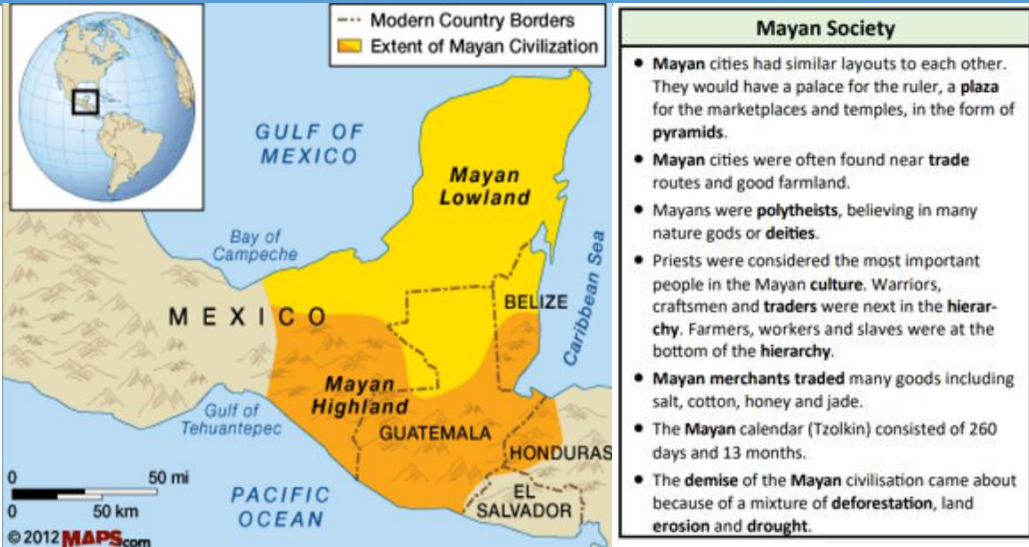 Modern Country Borders
Extent of Mayan Civilization
GULF OF
MEXICO
Mayan
Lowland
Bay of
Campeche
Caribbean Sea
BELIZE
MEXICO
Mayan
Highland
Gulf of
Tehuantepec
GUATEMALA
HONDURAS
EL
SALVADOR
0 50 mi
0 50 km
PACIFIC
OCEAN
© 2012 MAPS.com
Mayan Society
• Mayan cities had similar layouts to each other.
They would have a palace for the ruler, a plaza
for the marketplaces and temples, in the form of
pyramids.
• Mayan cities were often found near trade
routes and good farmland.
• Mayans were polytheists, believing in many
nature gods or deities.
• Priests were considered the most important
people in the Mayan culture. Warriors,
craftsmen and traders were next in the hierar-
chy. Farmers, workers and slaves were at the
bottom of the hierarchy.
• Mayan merchants traded many goods including
salt, cotton, honey and jade.
• The Mayan calendar (Tzolkin) consisted of 260
days and 13 months.
• The demise of the Mayan civilisation came about
because of a mixture of deforestation, land
erosion and drought.